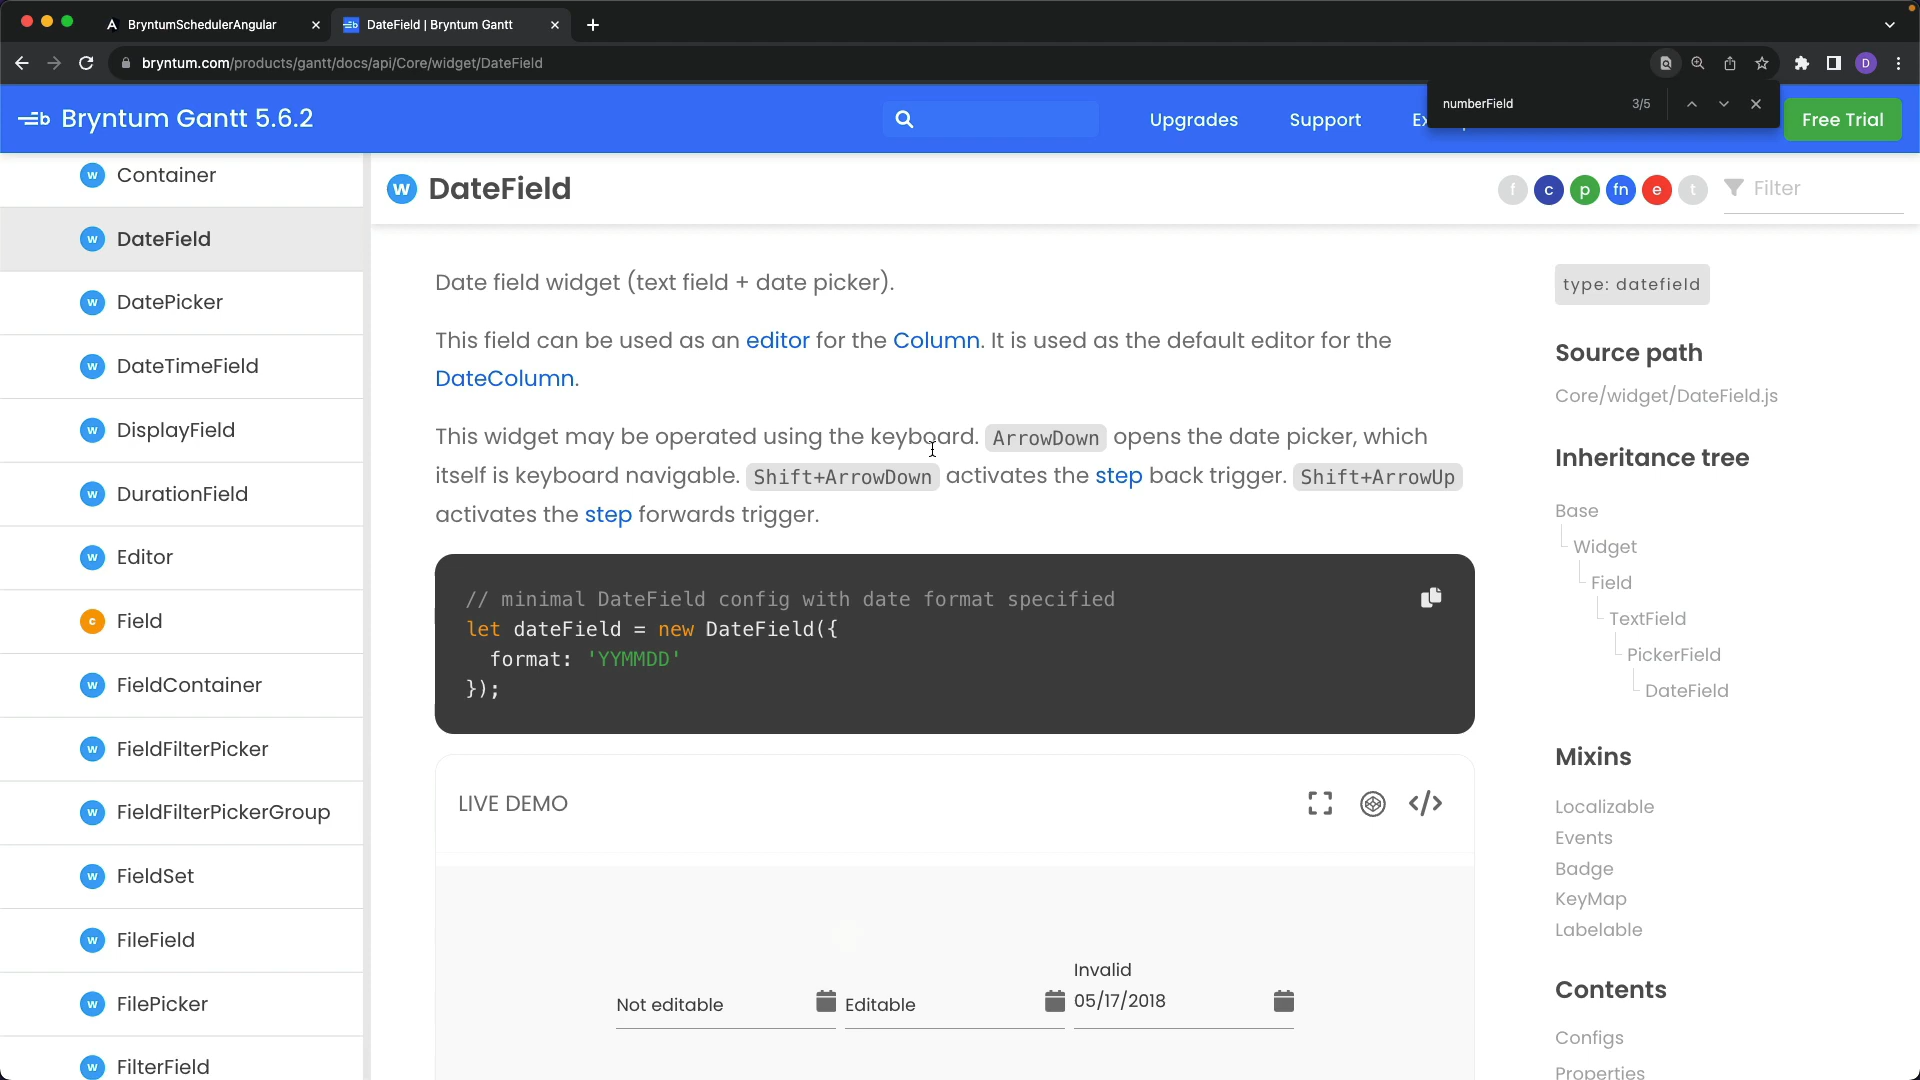 BryntumSchedulerAngular
DateField | Bryntum Gantt
bryntum.com/products/gantt/docs/api/Core/widget/DateField
D
numberField 3/5
Bryntum Gantt 5.6.2
Upgrades
Support
Free Trial
Container
DateField
DatePicker
DateTimeField
DisplayField
DurationField
Editor
Field
FieldContainer
FieldFilterPicker
FieldFilterPickerGroup
FieldSet
FileField
FilePicker
FilterField
w DateField
f c p fn e t Filter
Date field widget (text field + date picker).
This field can be used as an editor for the Column. It is used as the default editor for the
DateColumn.
This widget may be operated using the keyboard. ArrowDown opens the date picker, which
itself is keyboard navigable. Shift+ArrowDown activates the step back trigger. Shift+ArrowUp
activates the step forwards trigger.
// minimal DateField config with date format specified
let dateField = new DateField({
format: 'YYMMDD'
});
LIVE DEMO
Not editable
Editable
Invalid
05/17/2018
type: datefield
Source path
Core/widget/DateField.js
Inheritance tree
Base
Widget
Field
TextField
PickerField
DateField
Mixins
Localizable
Events
Badge
KeyMap
Labelable
Contents
Configs
Properties